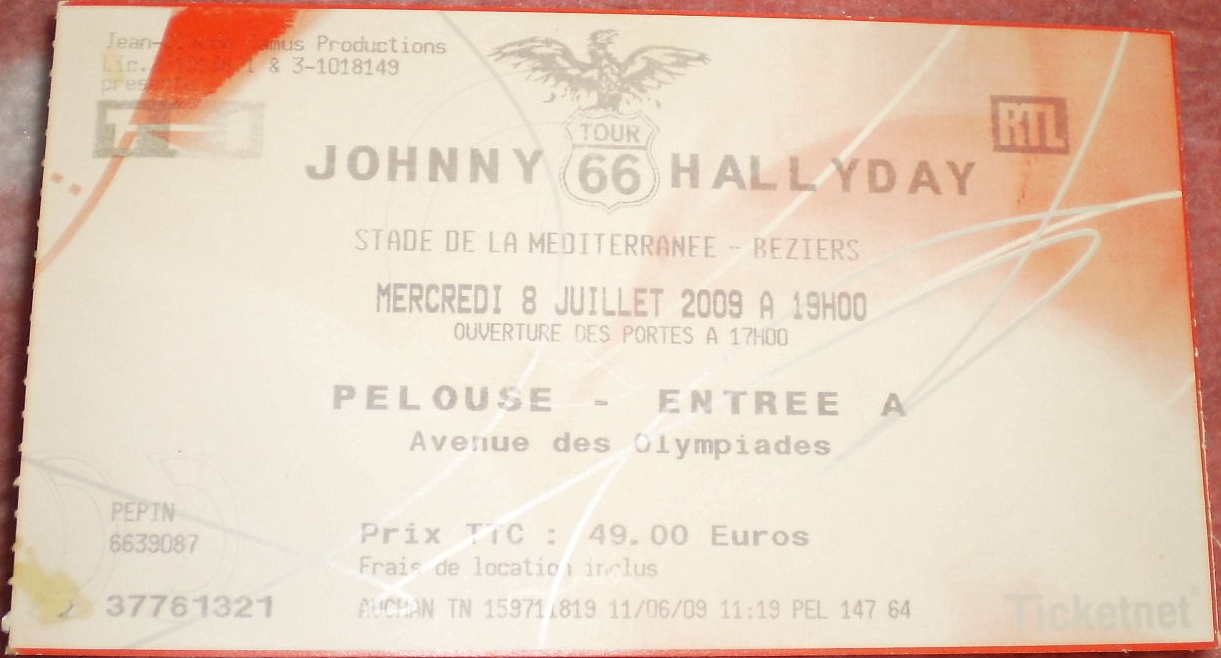 Jean- Productions
Lic. & 3-1018149
RTL
TOUR
JOHNNY 66 HALLYDAY
STADE DE LA MEDITERRANEE - BEZIERS
MERCREDI 8 JUILLET 2009 A 19H00
OUVERTURE DES PORTES A 17H00
PELOUSE - ENTREE A
Avenue des Olympiades
PEPIN
6639087
Prix TTC : 49.00 Euros
Frais de location inclus
37761321
AUCHAN TN 159711819 11/06/09 11:19 PEL 147 64
Ticketnet